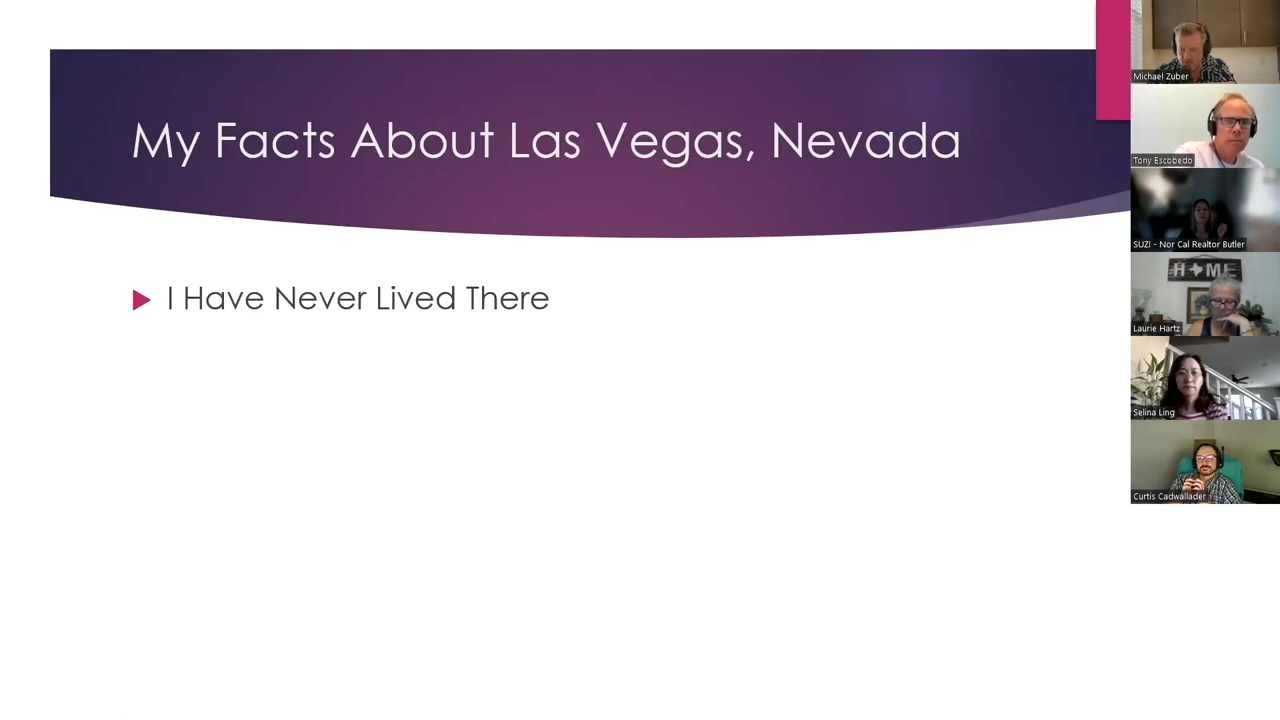 My Facts About Las Vegas, Nevada
I Have Never Lived There
Michael Zuber
Tony Escobedo
SUZI - Nor Cal Realtor Butler
HOME
Laurie Hartz
Selina Ling
Curtis Cadwallader